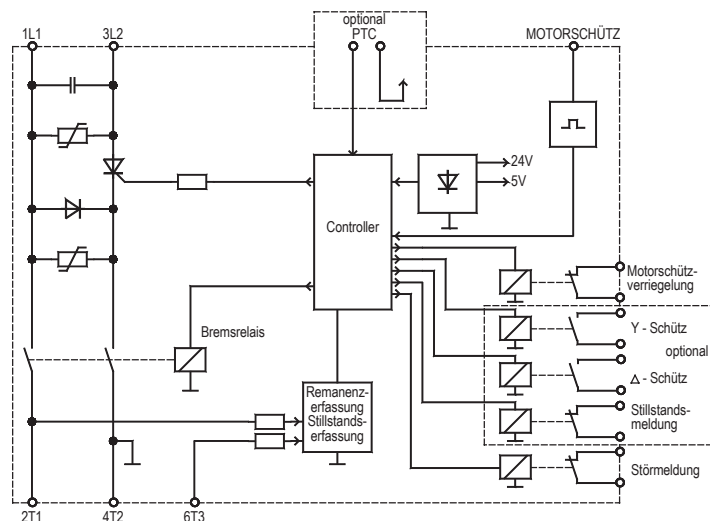 optional
1L1
3L2
PTC
MOTORSCHÜTZ
24V
5V
Controller
Motorschütz-
verriegelung
Bremsrelais
Y - Schütz
optional
Δ - Schütz
Remanenz-
erfassung
Stillstands-
erfassung
Stillstands-
meldung
Störmeldung
2T1
4T2
6T3